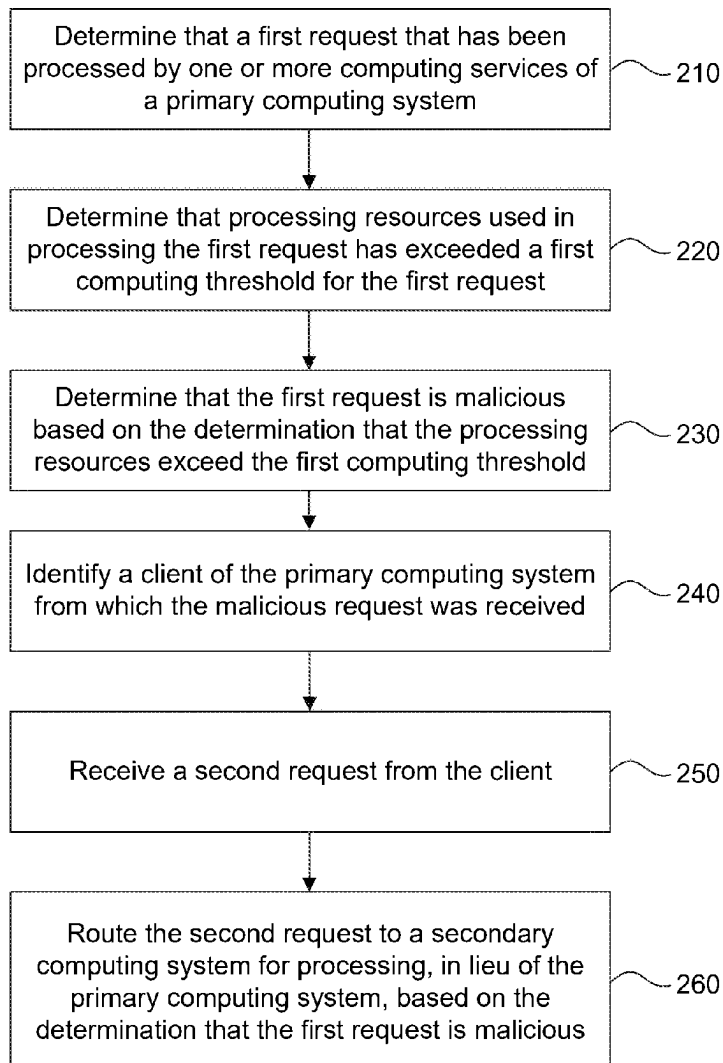 Determine that a first request that has been
processed by one or more computing services of
a primary computing system
210
Determine that processing resources used in
processing the first request has exceeded a first
computing threshold for the first request
220
Determine that the first request is malicious
based on the determination that the processing
resources exceed the first computing threshold
230
Identify a client of the primary computing system
from which the malicious request was received
240
Receive a second request from the client
250
Route the second request to a secondary
computing system for processing, in lieu of the
primary computing system, based on the
determination that the first request is malicious
260